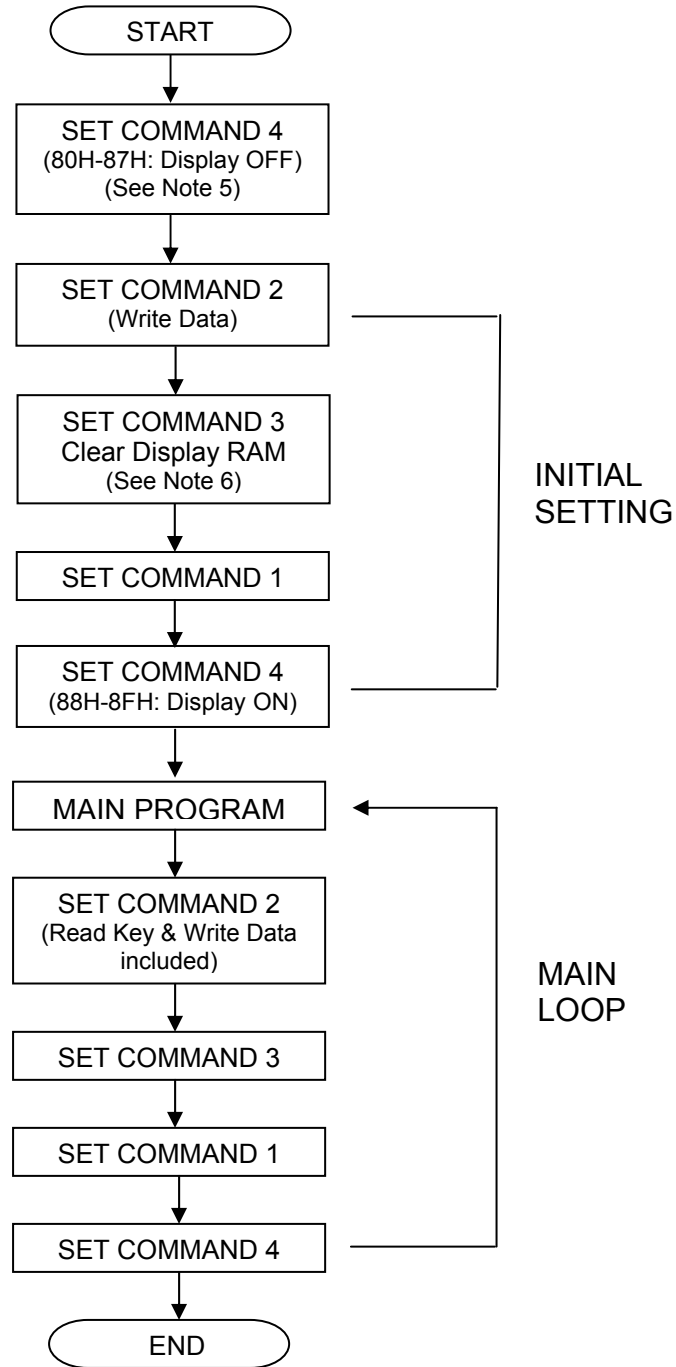 START
SET COMMAND 4
(80H-87H: Display OFF)
(See Note 5)
SET COMMAND 2
(Write Data)
SET COMMAND 3
Clear Display RAM
(See Note 6)
INITIAL
SETTING
SET COMMAND 1
SET COMMAND 4
(88H-8FH: Display ON)
MAIN PROGRAM
SET COMMAND 2
(Read Key & Write Data
included)
MAIN
LOOP
SET COMMAND 3
SET COMMAND 1
SET COMMAND 4
END